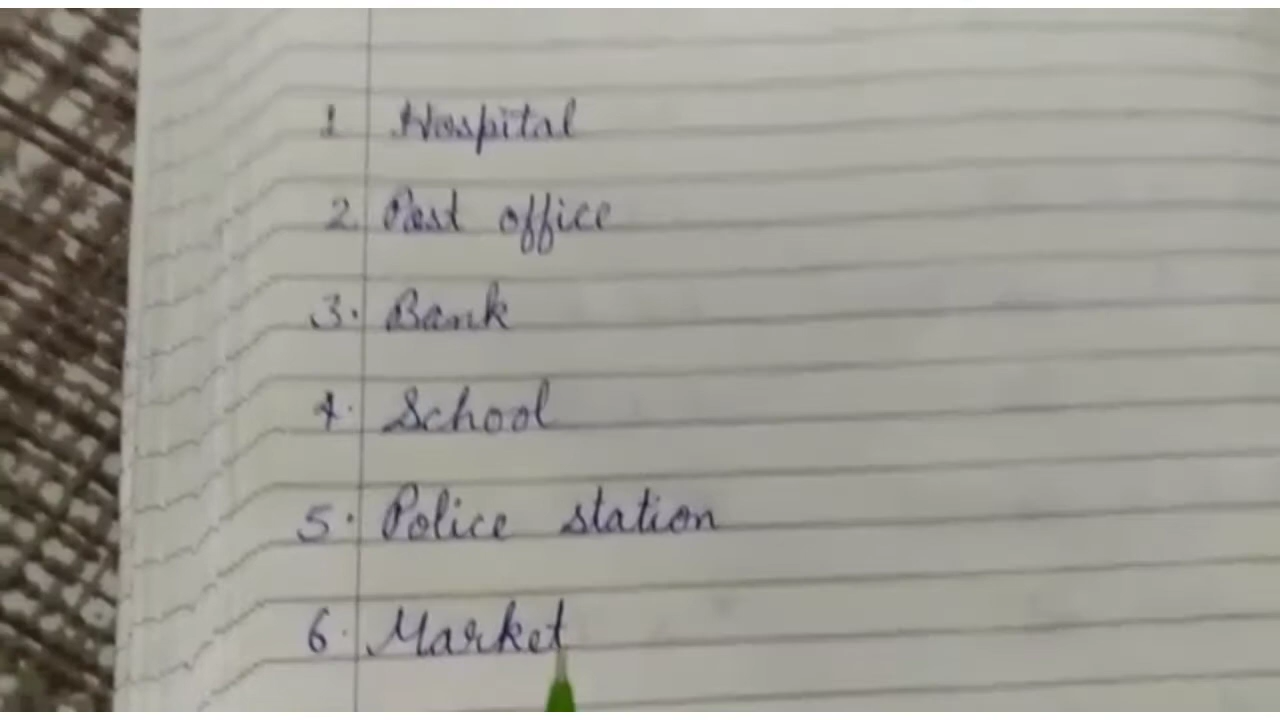 1 Hospital
2. Post office
3. Bank
4. School
5. Police station
6. Market